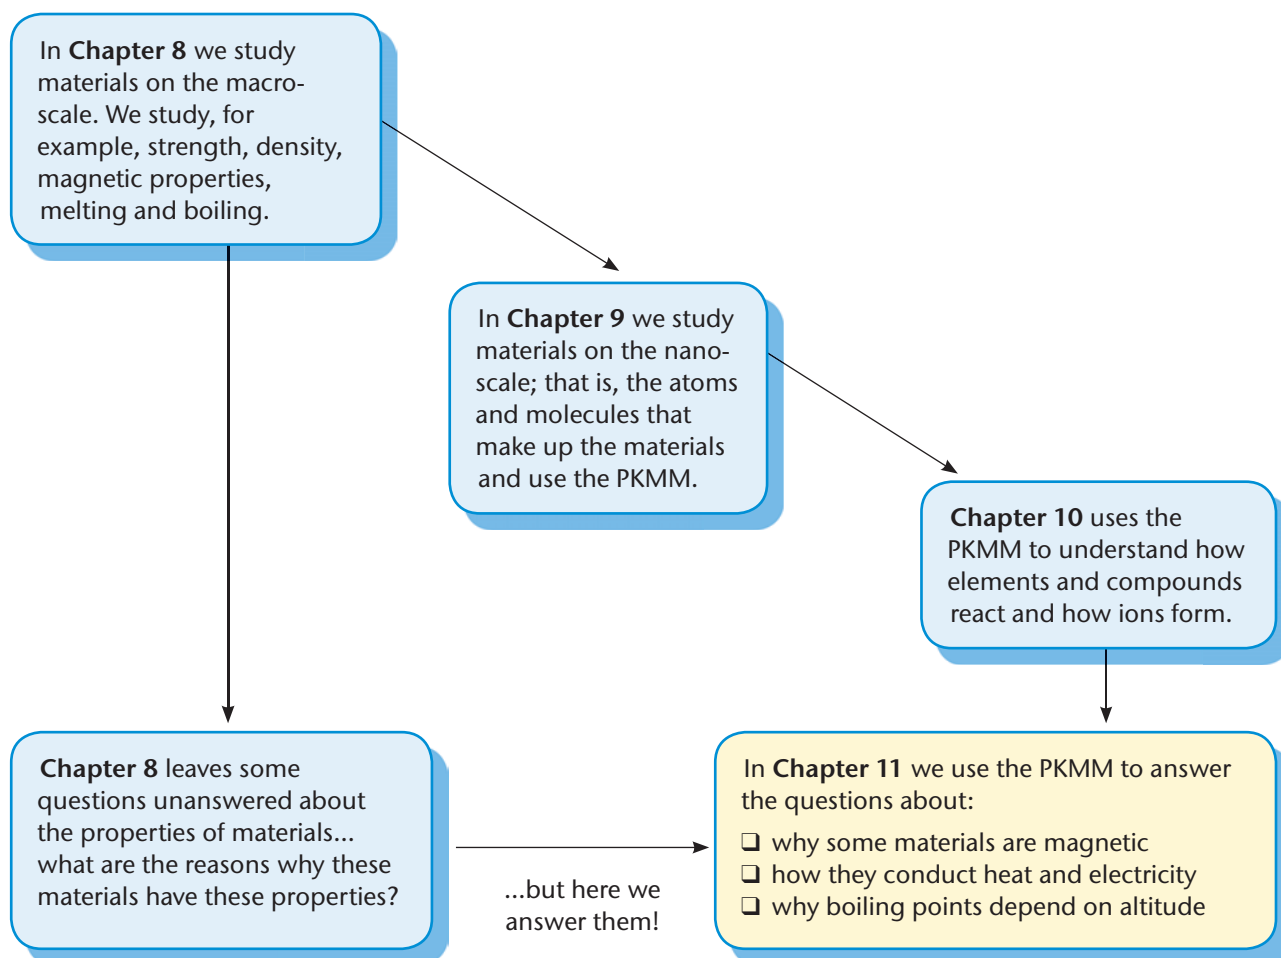 In Chapter 8 we study
materials on the macro-
scale. We study, for
example, strength, density,
magnetic properties,
melting and boiling.
In Chapter 9 we study
materials on the nano-
scale; that is, the atoms
and molecules that
make up the materials
and use the PKMM.
Chapter 10 uses the
PKMM to understand how
elements and compounds
react and how ions form.
Chapter 8 leaves some
questions unanswered about
the properties of materials...
what are the reasons why these
materials have these properties?
...but here we
answer them!
In Chapter 11 we use the PKMM to answer
the questions about:
❑ why some materials are magnetic
❑ how they conduct heat and electricity
❑ why boiling points depend on altitude